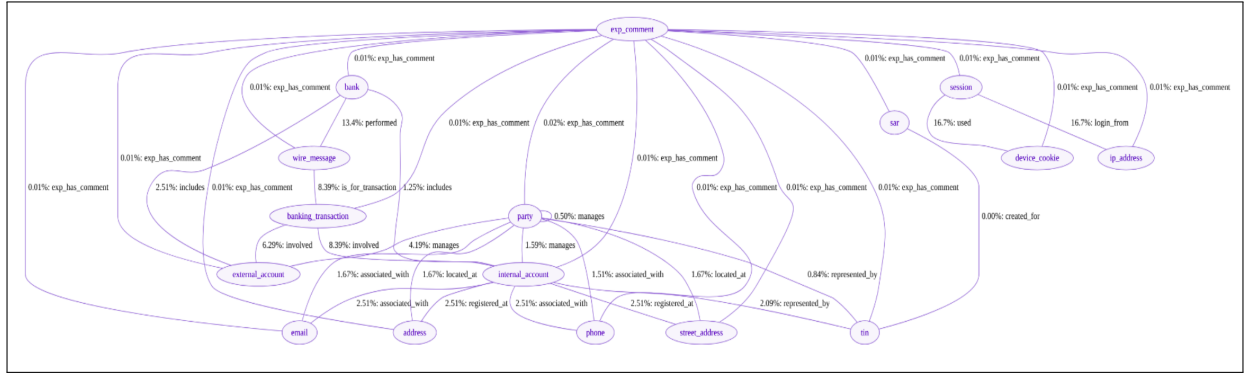 exp_comment
0.01%: exp_has_comment
0.01%: exp_has_comment
0.01%: exp_has_comment
bank
0.01%: exp_has_comment
session
0.01%: exp_has_comment
0.01%: exp_has_comment
13.4%: performed
0.01%: exp_has_comment
0.02%: exp_has_comment
sar
16.7%: used
16.7%: login_from
wire_message
0.01%: exp_has_comment
0.01%: exp_has_comment
device_cookie
ip_address
0.01%: exp_has_comment
2.51%: includes
0.01%: exp_has_comment
8.39%: is_for_transaction
1.25%: includes
0.01%: exp_has_comment
0.01%: exp_has_comment
0.01%: exp_has_comment
banking_transaction
party
0.50%: manages
0.00%: created_for
6.29%: involved
8.39%: involved
4.19%: manages
1.59%: manages
external_account
1.67%: associated_with
1.67%: located_at
internal_account
1.51%: associated_with
1.67%: located_at
0.84%: represented_by
2.51%: associated_with
2.51%: registered_at
2.51%: associated_with
2.51%: registered_at
2.09%: represented_by
email
address
phone
street_address
tin